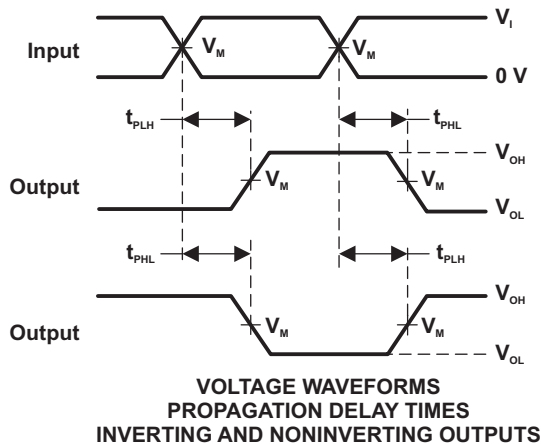 V_I
Input
V_M
V_M
0 V
t_PLH
t_PHL
V_OH
Output
V_M
V_M
V_OL
t_PHL
t_PLH
V_OH
Output
V_M
V_M
V_OL
VOLTAGE WAVEFORMS
PROPAGATION DELAY TIMES
INVERTING AND NONINVERTING OUTPUTS